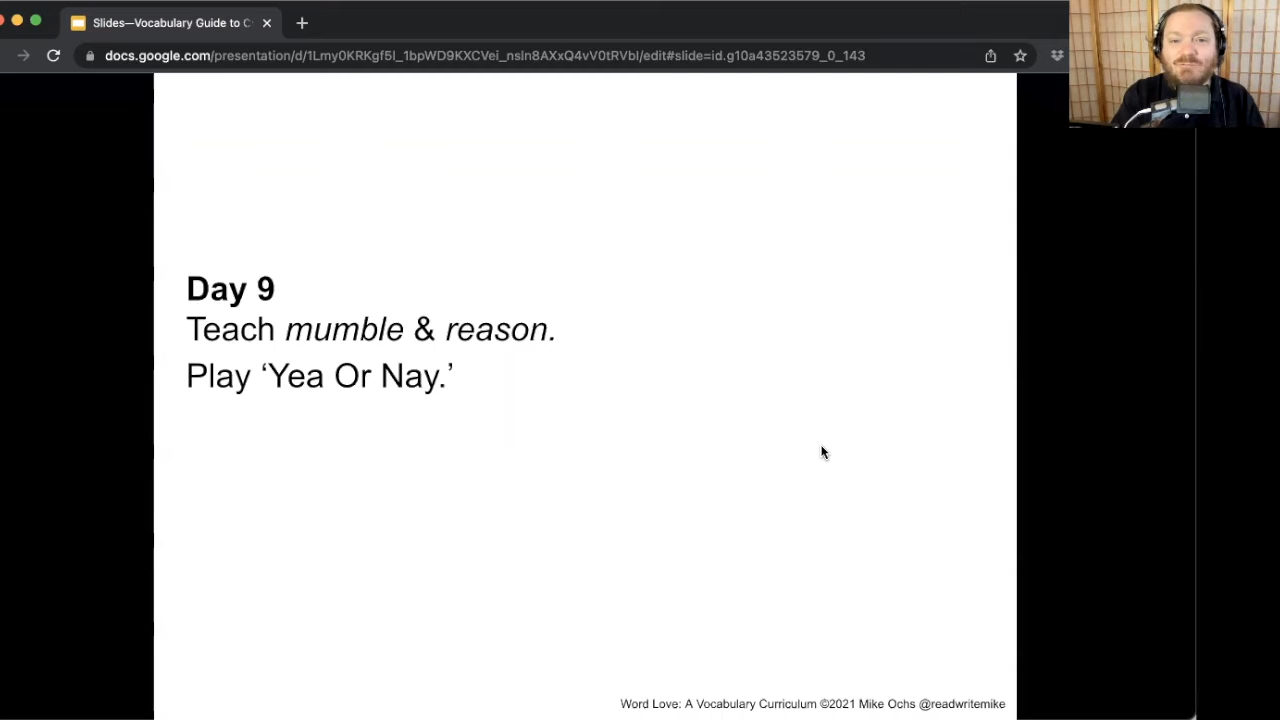 Slides—Vocabulary Guide to C
docs.google.com/presentation/d/1Lmy0KRKgf5I_1bpWD9KXCVei_nsIn8AXxQ4vV0tRVbI/edit#slide=id.g10a43523579_0_143
Day 9
Teach mumble & reason.
Play ‘Yea Or Nay.’
Word Love: A Vocabulary Curriculum ©2021 Mike Ochs @readwritemike